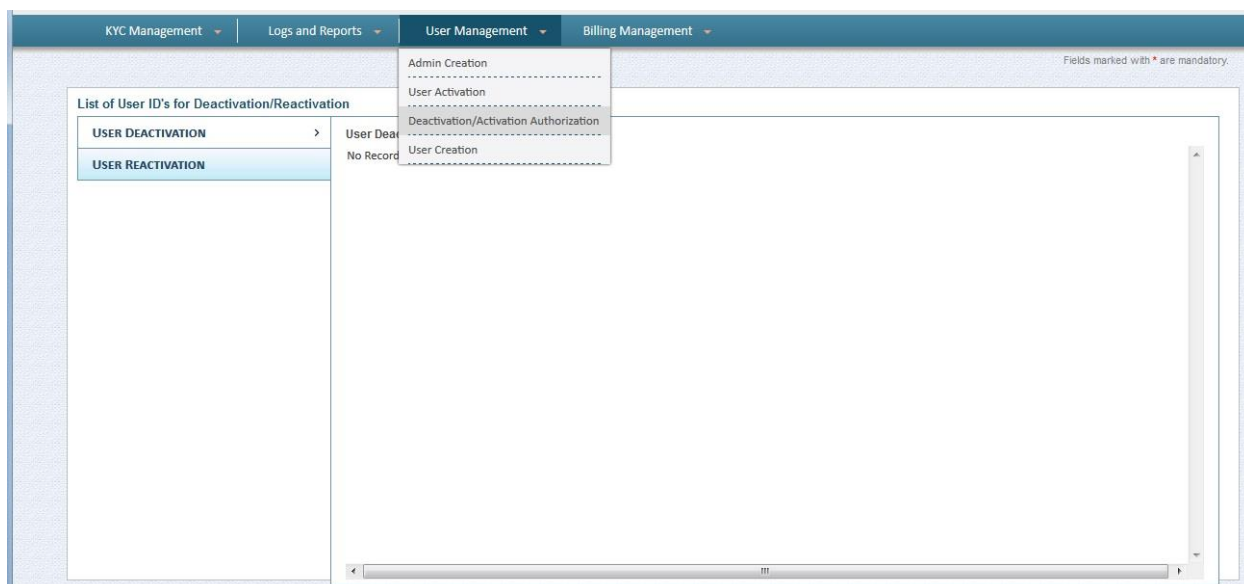 KYC Management Logs and Reports User Management Billing Management
Fields marked with * are mandatory.
Admin Creation
User Activation
Deactivation/Activation Authorization
User Creation
List of User ID's for Deactivation/Reactivation
USER DEACTIVATION
USER REACTIVATION
User Deac
No Record